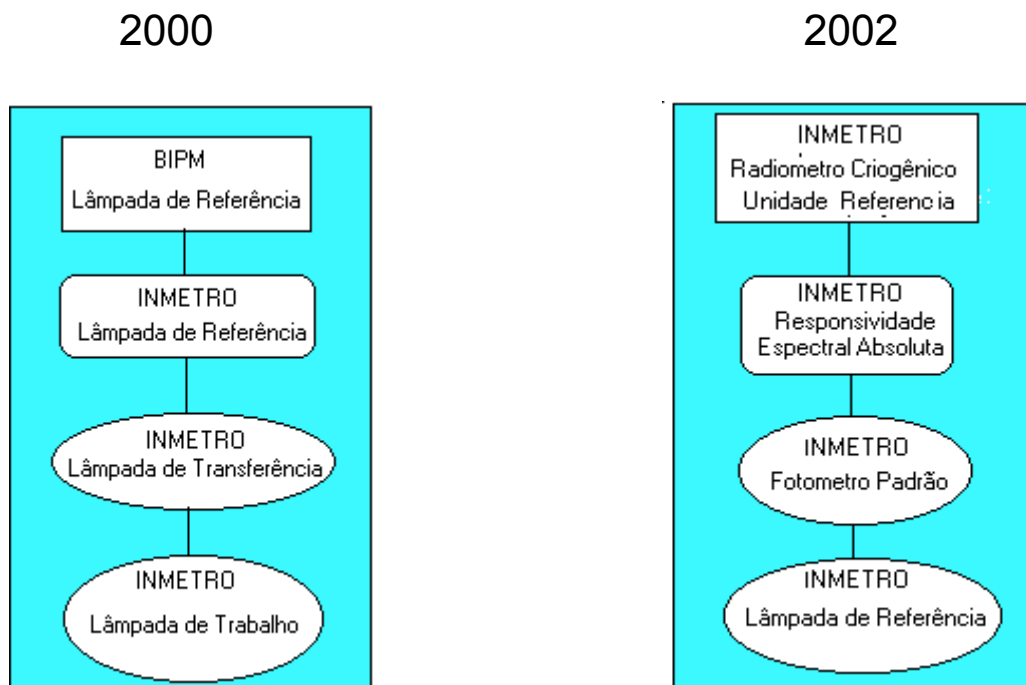 2000
BIPM
Lâmpada de Referência
INMETRO
Lâmpada de Referência
INMETRO
Lâmpada de Transferência
INMETRO
Lâmpada de Trabalho
2002
INMETRO
Radiometro Criogênico
Unidade Referencia
INMETRO
Responsividade
Espectral Absoluta
INMETRO
Fotometro Padrão
INMETRO
Lâmpada de Referência